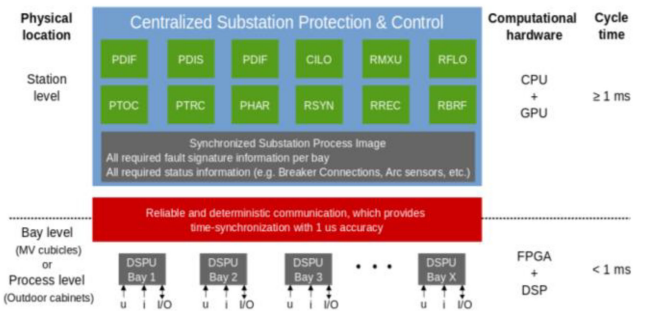 Physical
location
Centralized Substation Protection & Control
Computational
hardware
Cycle
time
PDIF PDIS PDIF CILO RMXU RFLO
PTOC PTRC PHAR RSYN RREC RBRF
Station
level
CPU
+
GPU
≥ 1 ms
Synchronized Substation Process Image
All required fault signature information per bay
All required status information (e.g. Breaker Connections, Arc sensors, etc.)
Reliable and deterministic communication, which provides
time-synchronization with 1 us accuracy
Bay level
(MV cubicles)
or
Process level
(Outdoor cabinets)
DSPU
Bay 1
DSPU
Bay 2
DSPU
Bay 3
• • •
DSPU
Bay X
u i I/O u i I/O u i I/O u i I/O
FPGA
+
DSP
< 1 ms